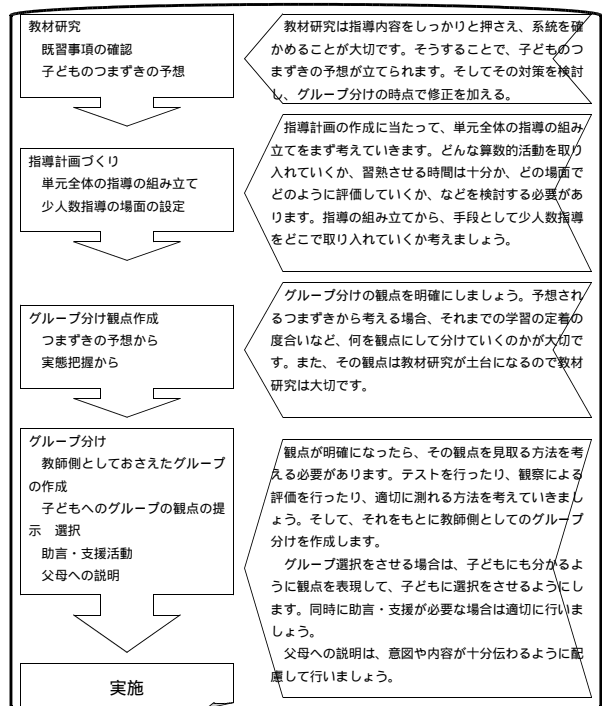 教材研究
既習事項の確認
子どものつまずきの予想
教材研究は指導内容をしっかりと押さえ、系統を確
かめることが大切です。そうすることで、子どものつ
まずきの予想が立てられます。そしてその対策を検討
し、グループ分けの時点で修正を加える。
指導計画づくり
単元全体の指導の組み立て
少人数指導の場面の設定
指導計画の作成に当たって、単元全体の指導の組み
立てをまず考えていきます。どんな算数的活動を取り
入れていくか、習熟させる時間は十分か、どの場面で
どのように評価していくか、などを検討する必要があ
ります。指導の組み立てから、手段として少人数指導
をどこで取り入れていくか考えましょう。
グループ分け観点作成
つまずきの予想から
実態把握から
グループ分けの観点を明確にしましょう。予想され
るつまずきから考える場合、それまでの学習の定着の
度合いなど、何を観点にして分けていくのかが大切で
す。また、その観点は教材研究が土台になるので教材
研究は大切です。
グループ分け
教師側としておさえたグループ
の作成
子どもへのグループの観点の提
示　選択
助言・支援活動
父母への説明
観点が明確になったら、その観点を見取る方法を考
える必要があります。テストを行ったり、観察による
評価を行ったり、適切に測れる方法を考えていきまし
ょう。そして、それをもとに教師側としてのグループ
分けを作成します。
グループ選択をさせる場合は、子どもにも分かるよ
うに観点を表現して、子どもに選択をさせるようにし
ます。同時に助言・支援が必要な場合は適切に行いま
しょう。
父母への説明は、意図や内容が十分伝わるように配
慮して行いましょう。
実施